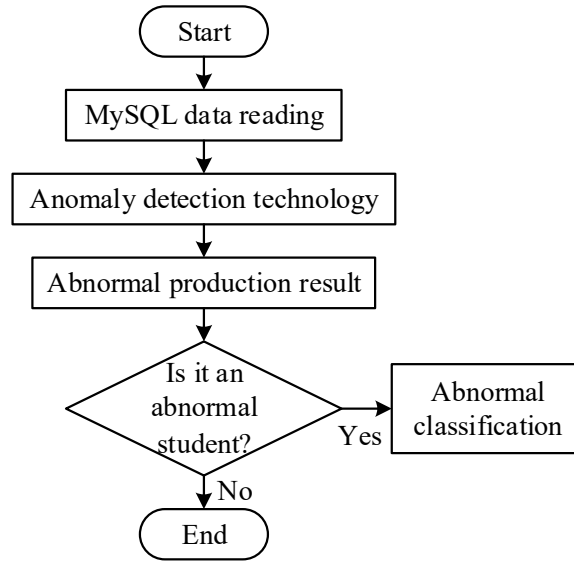 Start
MySQL data reading
Anomaly detection technology
Abnormal production result
Is it an
abnormal
student?
Yes
Abnormal
classification
No
End